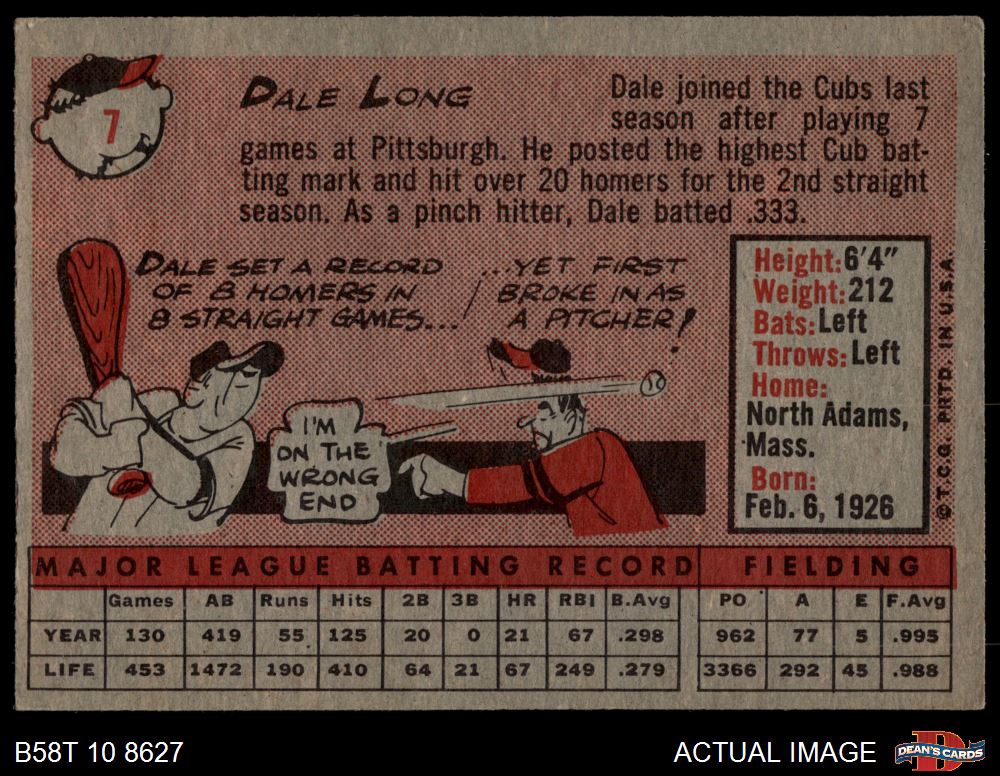 7
DALE LONG
Dale joined the Cubs last
season after playing 7
games at Pittsburgh. He posted the highest Cub bat-
ting mark and hit over 20 homers for the 2nd straight
season. As a pinch hitter, Dale batted .333.
DALE SET A RECORD
OF 8 HOMERS IN
8 STRAIGHT GAMES...
...YET FIRST
BROKE IN AS
A PITCHER!
I'M
ON THE
WRONG
END
Height: 6'4"
Weight: 212
Bats: Left
Throws: Left
Home:
North Adams,
Mass.
Born:
Feb. 6, 1926
©T.C.G. PRTD. IN U.S.A.
MAJOR LEAGUE BATTING RECORD FIELDING
Games AB Runs Hits 2B 3B HR RBI B.Avg PO A E F.Avg
YEAR 130 419 55 125 20 0 21 67 .298 962 77 5 .995
LIFE 453 1472 190 410 64 21 67 249 .279 3366 292 45 .988
B58T 10 8627
ACTUAL IMAGE
DEAN'S CARDS